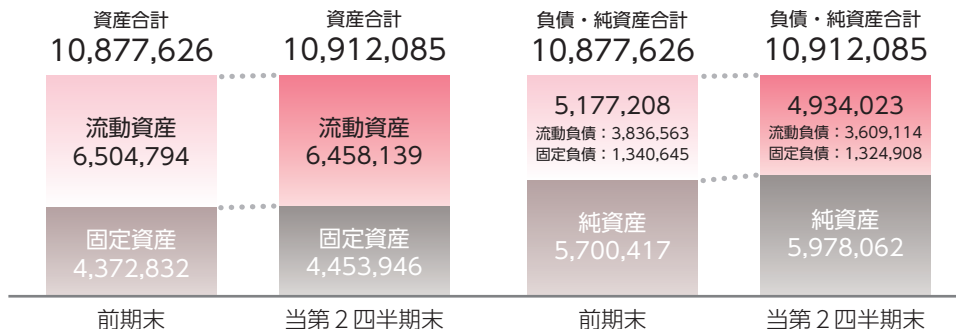 資産合計
10,877,626
流動資産
6,504,794
固定資産
4,372,832
前期末
資産合計
10,912,085
流動資産
6,458,139
固定資産
4,453,946
当第２四半期末
負債・純資産合計
10,877,626
5,177,208
流動負債：3,836,563
固定負債：1,340,645
純資産
5,700,417
前期末
負債・純資産合計
10,912,085
4,934,023
流動負債：3,609,114
固定負債：1,324,908
純資産
5,978,062
当第２四半期末